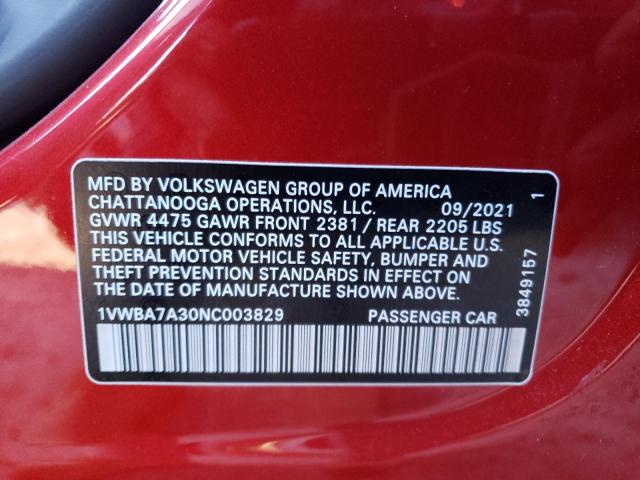 MFD BY VOLKSWAGEN GROUP OF AMERICA
CHATTANOOGA OPERATIONS, LLC. 09/2021
GVWR 4475 GAWR FRONT 2381 / REAR 2205 LBS
THIS VEHICLE CONFORMS TO ALL APPLICABLE U.S.
FEDERAL MOTOR VEHICLE SAFETY, BUMPER AND
THEFT PREVENTION STANDARDS IN EFFECT ON
THE DATE OF MANUFACTURE SHOWN ABOVE.
1VWBA7A30NC003829 PASSENGER CAR
3849157 1